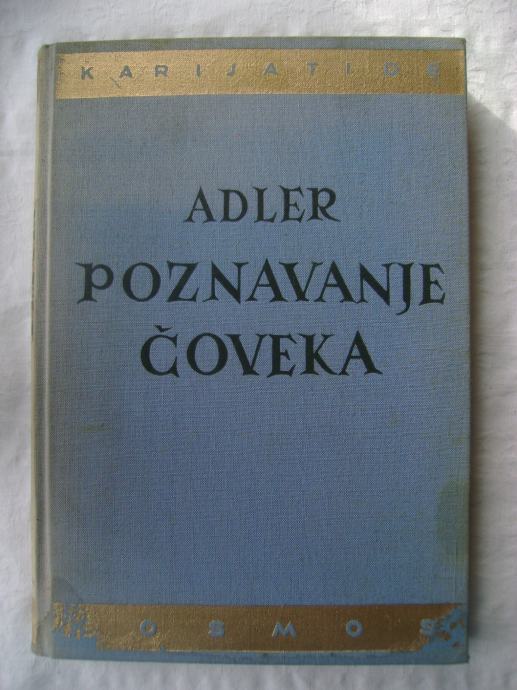 KARIJATIDE
ADLER
POZNAVANJE
ČOVEKA
KOSMOS